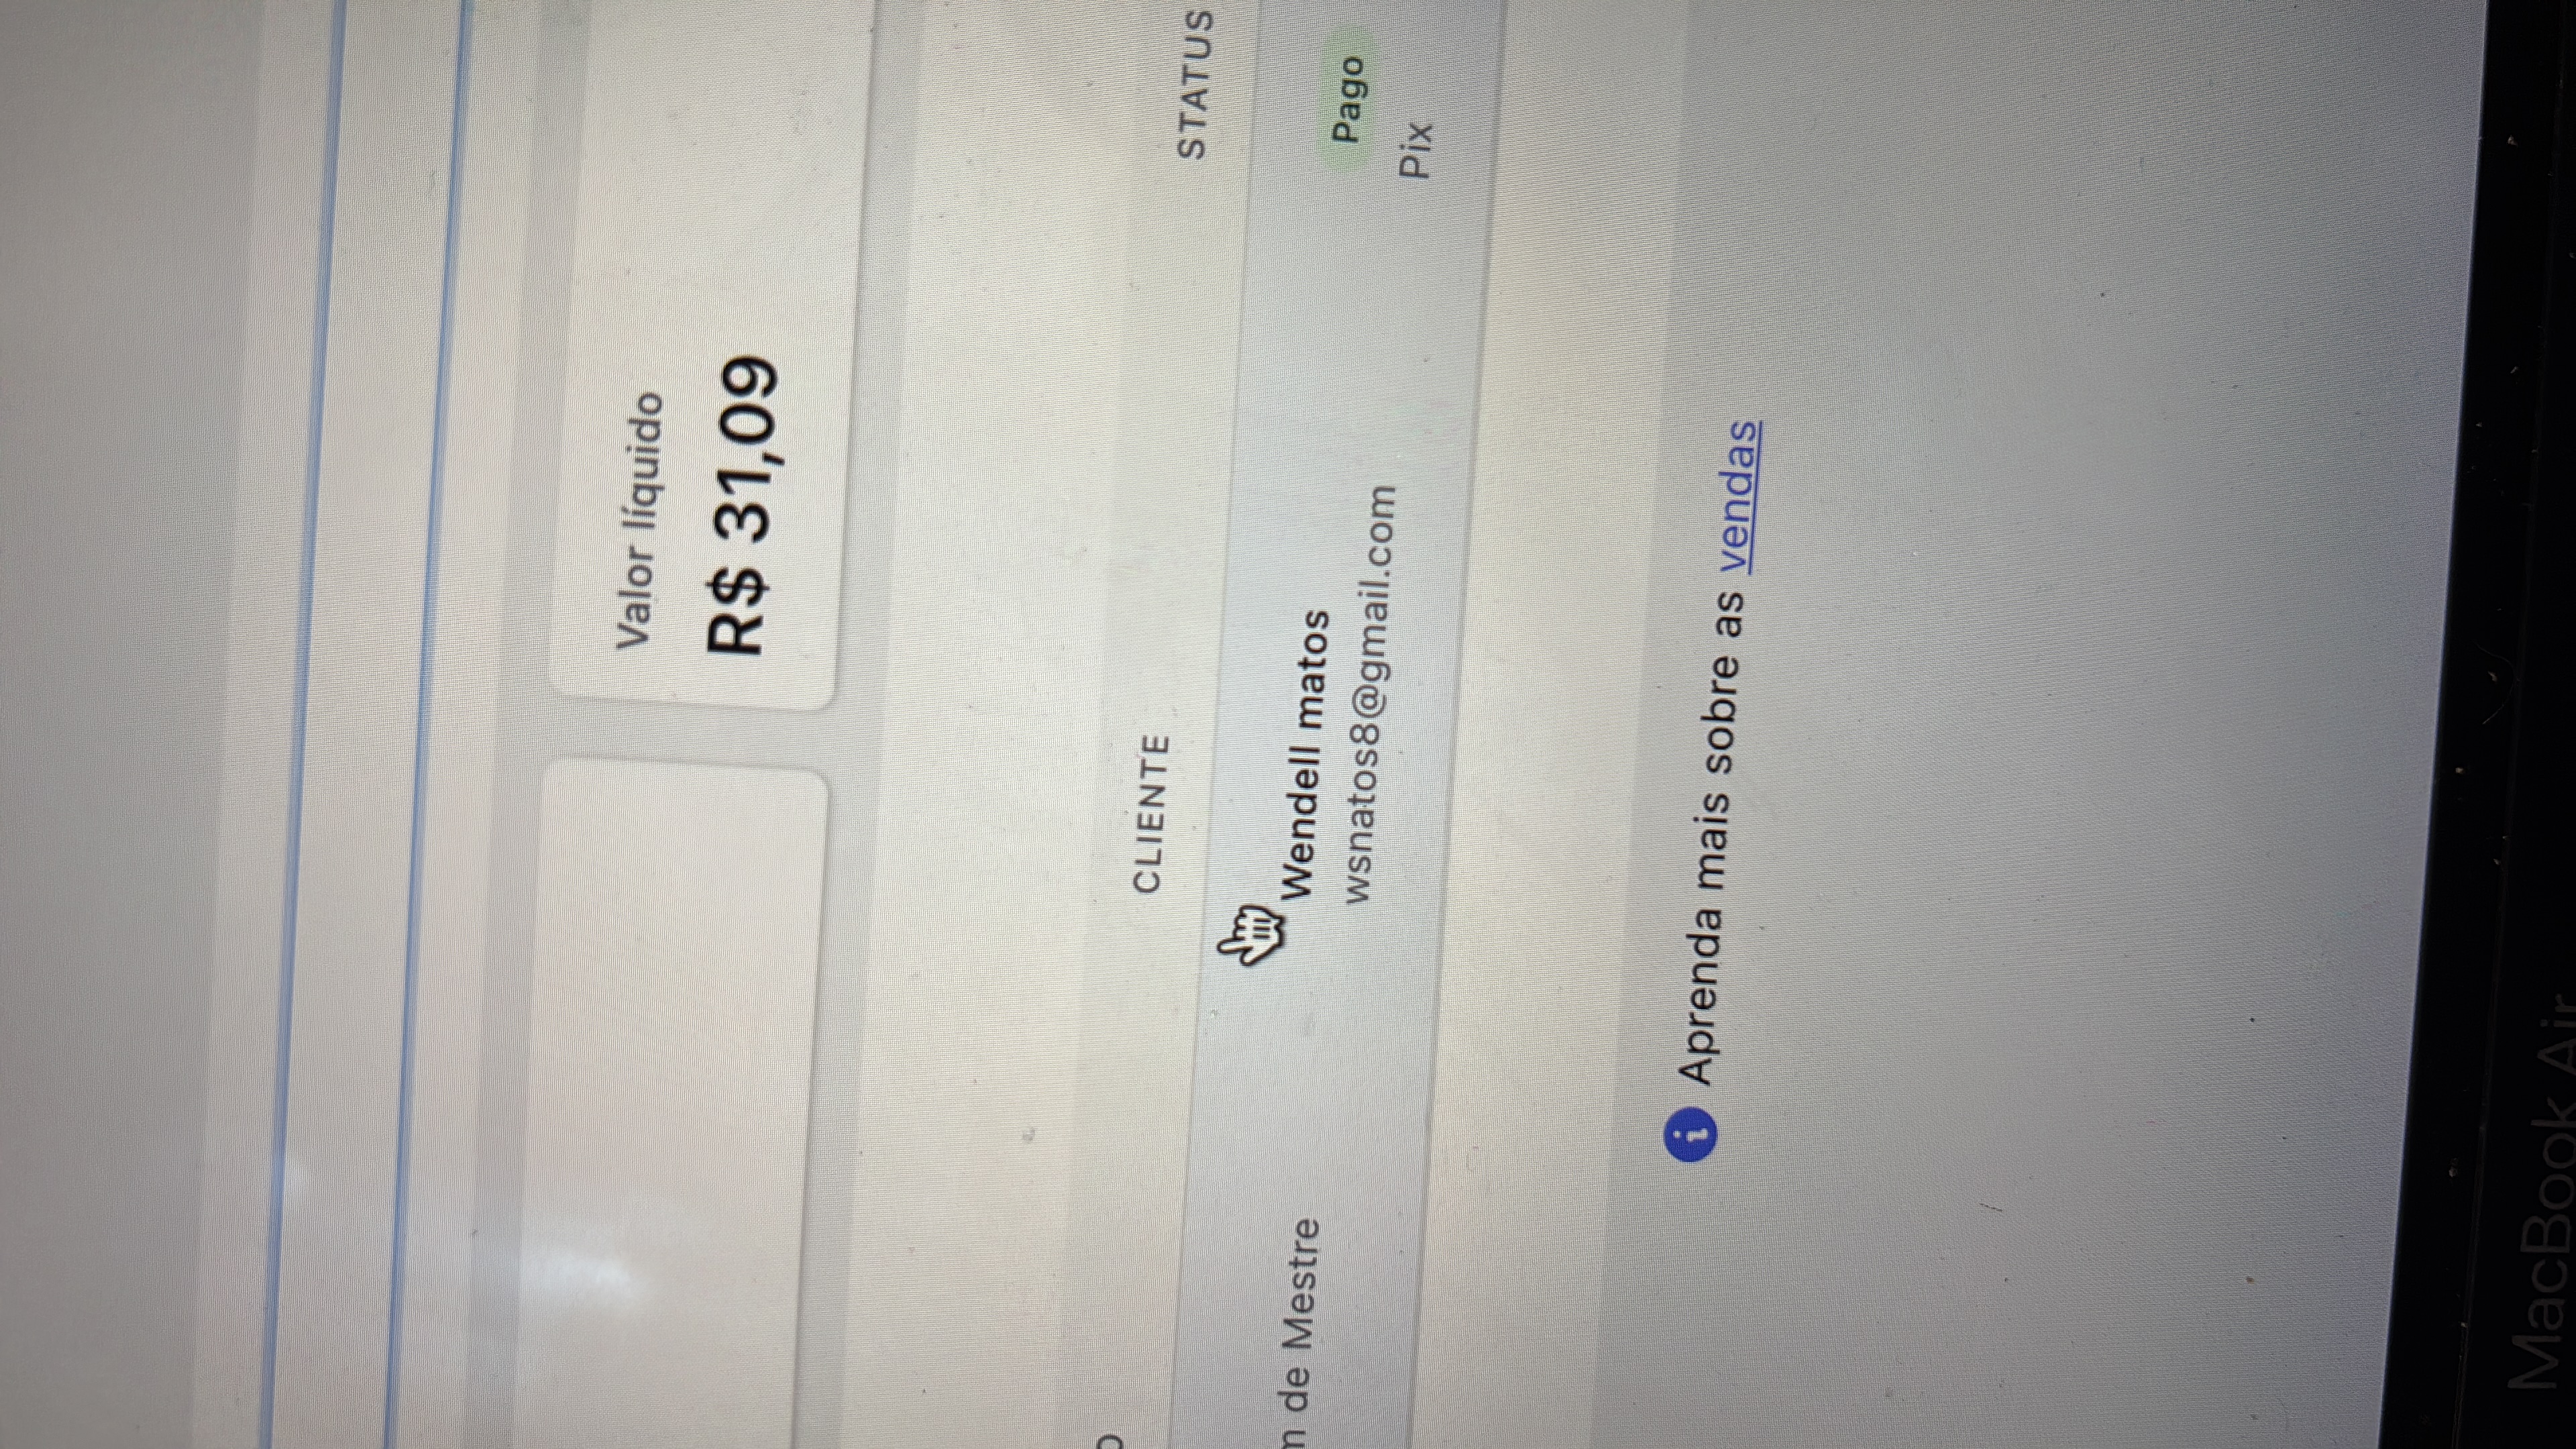 Valor líquido
R$ 31,09
CLIENTE
STATUS
de Mestre
Wendell matos
Pago
wsnatos8@gmail.com
Pix
Aprenda mais sobre as vendas
MacBook Air